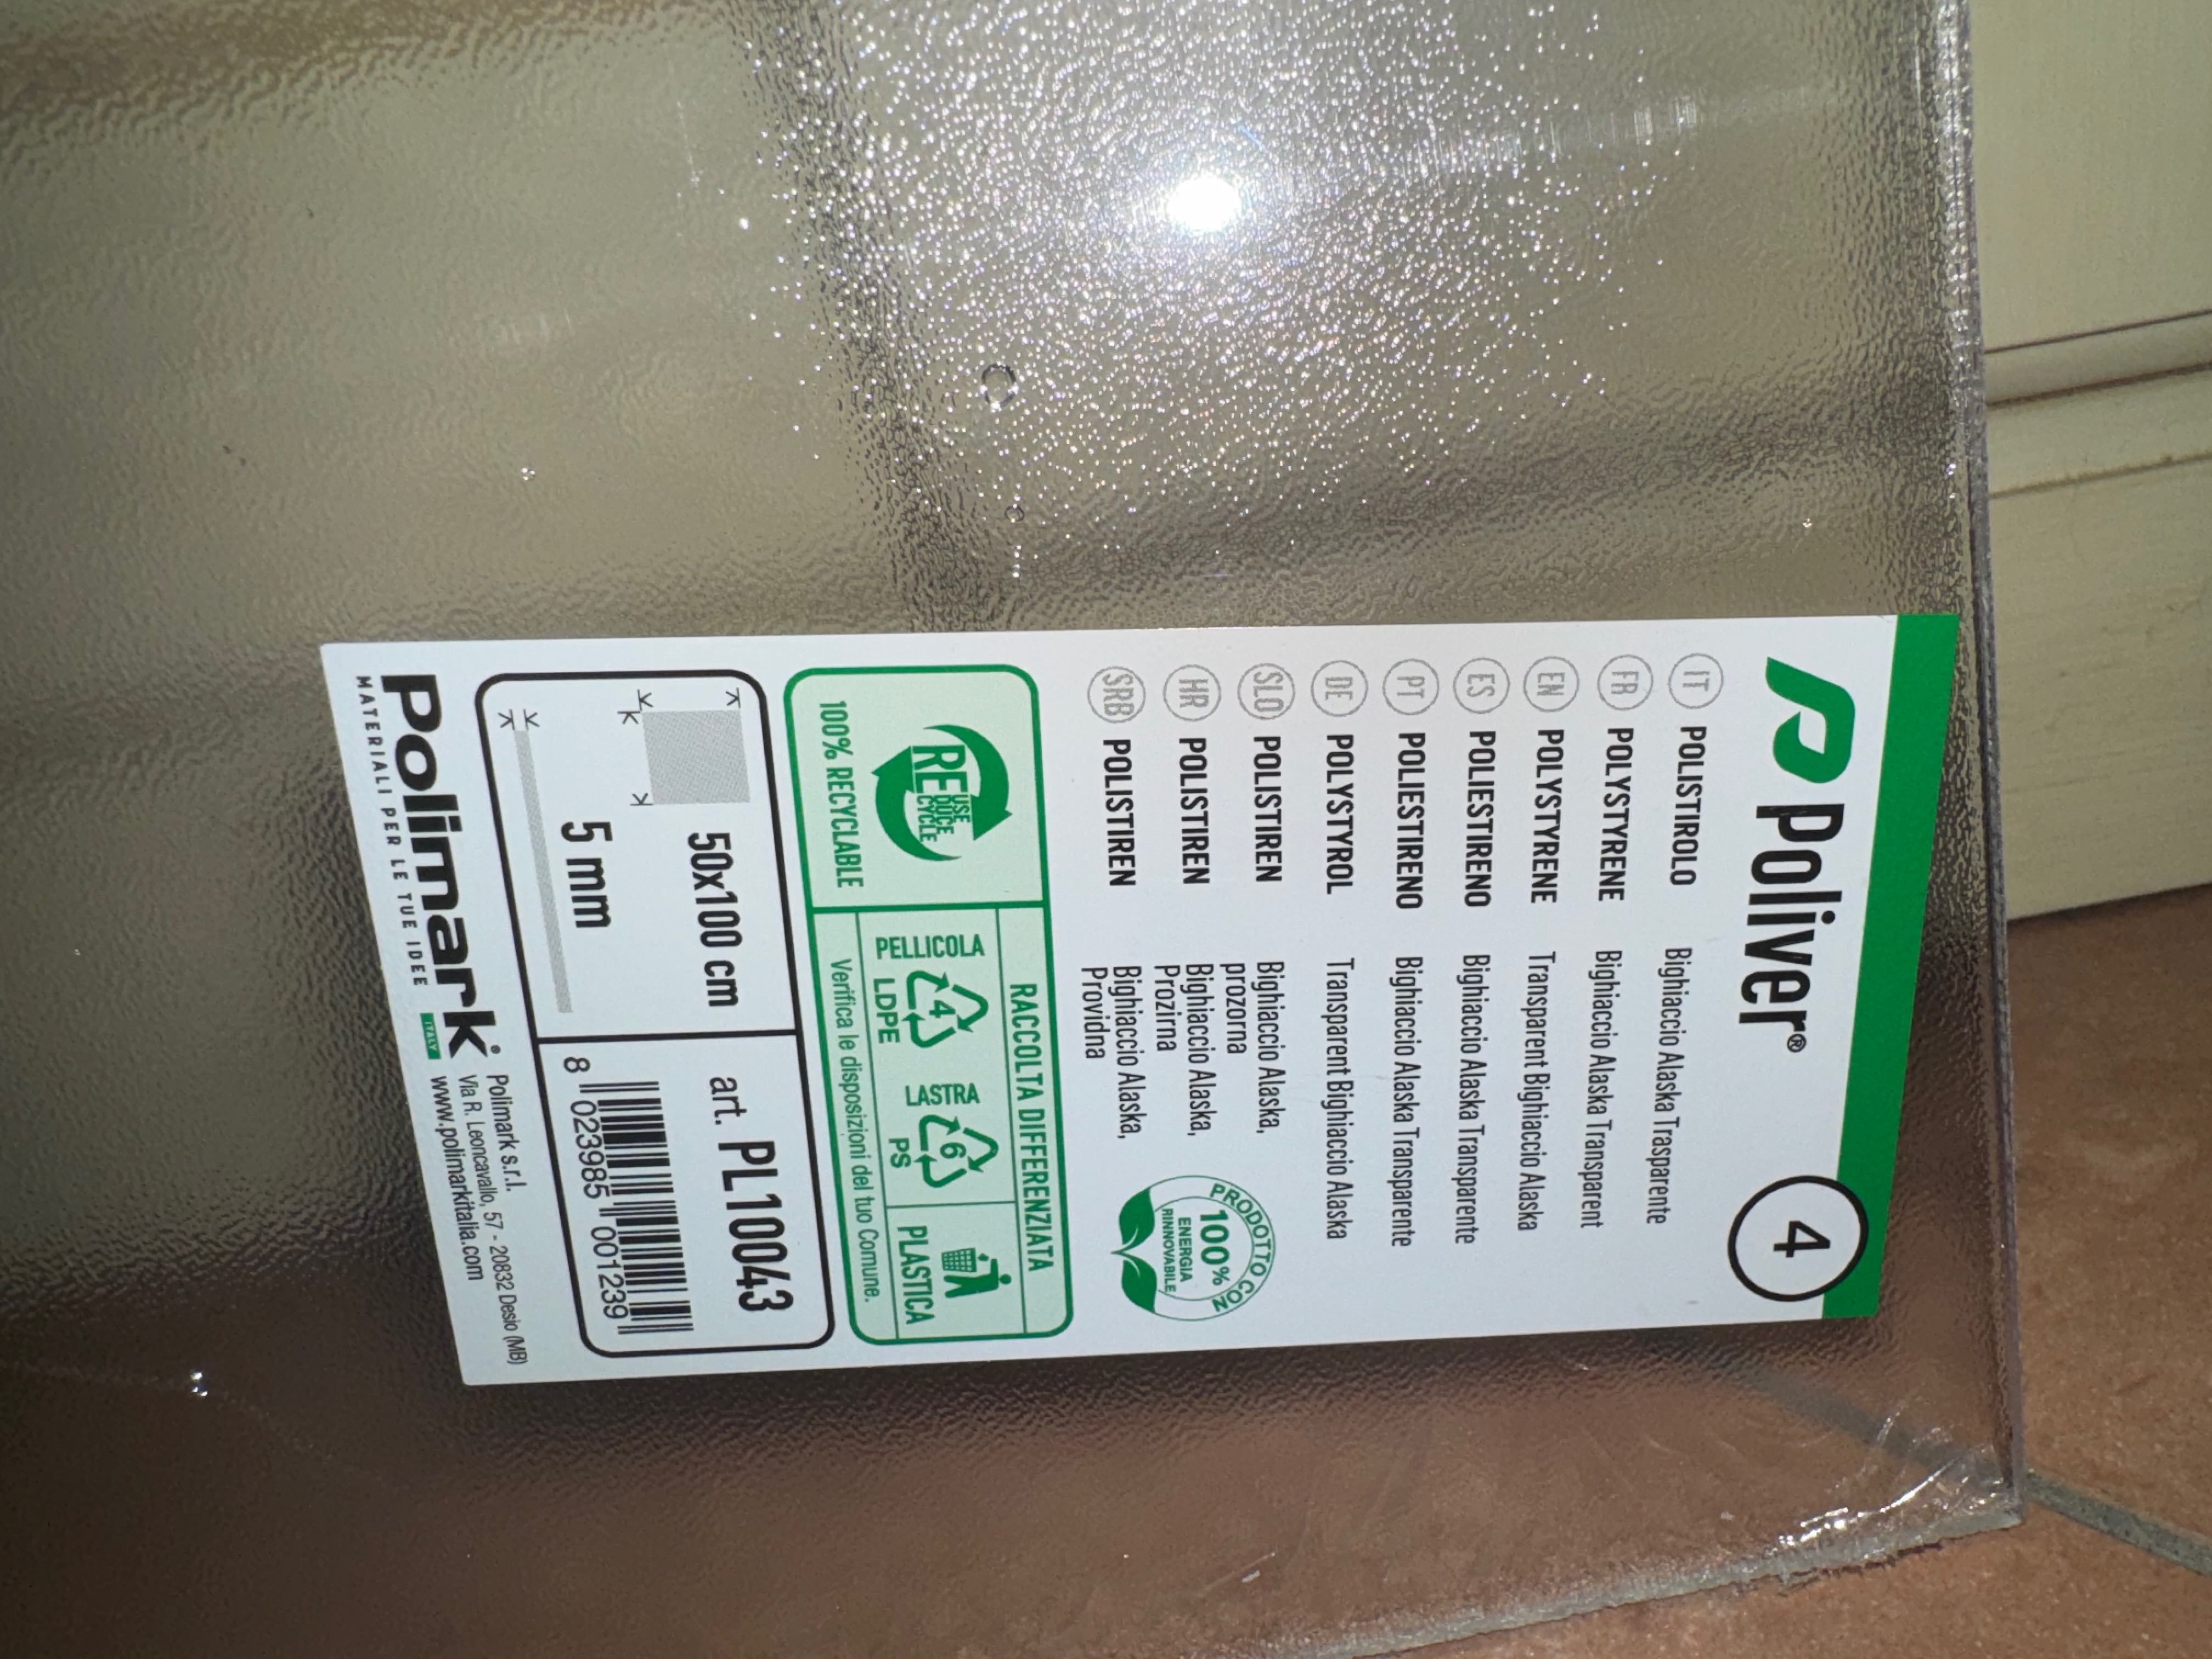 poliver®
4
IT POLISTIROLO Bighiaccio Alaska Trasparente
FR POLYSTYRENE Bighiaccio Alaska Transparent
EN POLYSTYRENE Transparent Bighiaccio Alaska
ES POLIESTIRENO Bighiaccio Alaska Transparente
PT POLIESTIRENO Bighiaccio Alaska Transparente
DE POLYSTYROL Transparent Bighiaccio Alaska
SLO POLISTIREN Bighiaccio Alaska,
prozorna
HR POLISTIREN Bighiaccio Alaska,
Prozirna
SRB POLISTIREN Bighiaccio Alaska,
Providna
PRODOTTO CON
100%
ENERGIA
RINNOVABILE
REUSE
REDUCE
RECYCLE
100% RECYCLABLE
RACCOLTA DIFFERENZIATA
PELLICOLA
4
LDPE
LASTRA
6
PS
PLASTICA
Verifica le disposizioni del tuo Comune.
50x100 cm
5 mm
art. PL10043
8 023985 001239
Polimark®
ITALY
MATERIALI PER LE TUE IDEE
Polimark s.r.l.
Via R. Leoncavallo, 57 - 20832 Desio (MB)
www.polimarkitalia.com